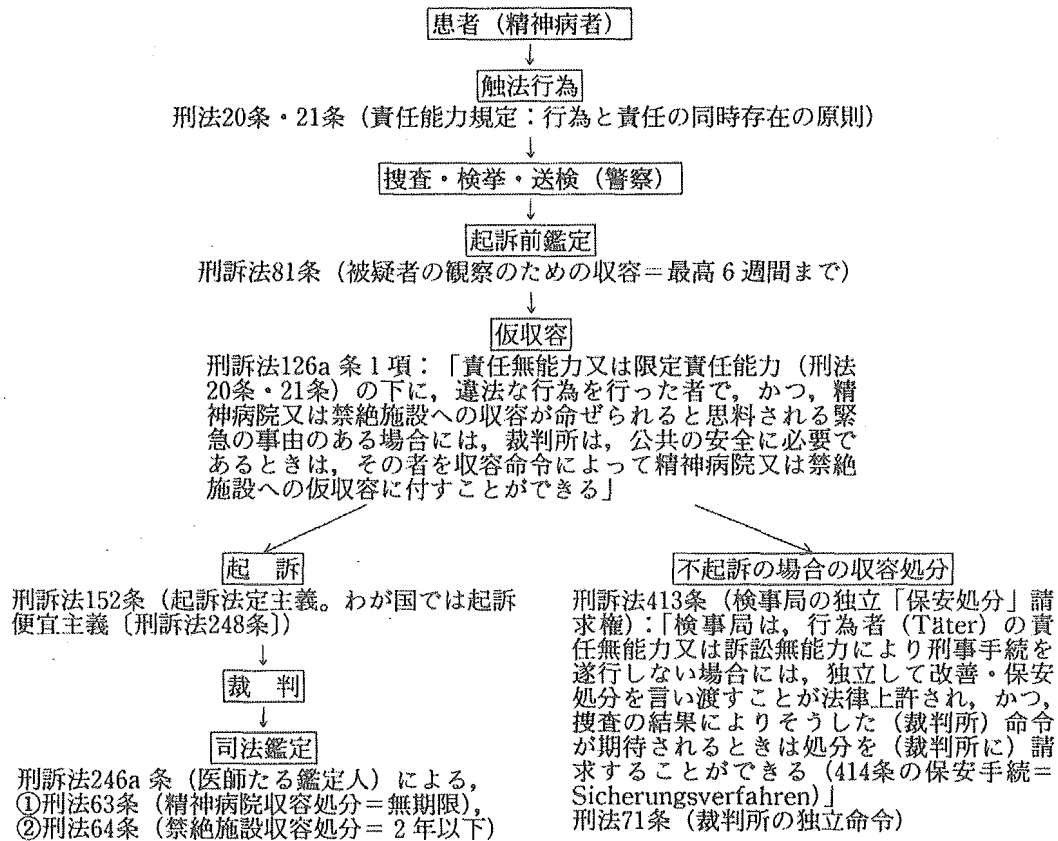 患者（精神病者）
↓
触法行為
刑法20条・21条（責任能力規定：行為と責任の同時存在の原則）
↓
捜査・検挙・送検（警察）
↓
起訴前鑑定
刑訴法81条（被疑者の観察のための収容＝最高6週間まで）
↓
仮収容
刑訴法126a 条1項：「責任無能力又は限定責任能力（刑法
20条・21条）の下に，違法な行為を行った者で，かつ，精
神病院又は禁絶施設への収容が命ぜられると思料される緊
急の事由のある場合には，裁判所は，公共の安全に必要で
あるときは，その者を収容命令によって精神病院又は禁絶
施設への仮収容に付すことができる」
起　訴
刑訴法152条（起訴法定主義。わが国では起訴
便宜主義〔刑訴法248条〕）
↓
裁　判
↓
司法鑑定
刑訴法246a 条（医師たる鑑定人）による，
①刑法63条（精神病院収容処分＝無期限），
②刑法64条（禁絶施設収容処分＝2年以下）
不起訴の場合の収容処分
刑訴法413条（検事局の独立「保安処分」請
求権）：「検事局は，行為者（Täter）の責
任無能力又は訴訟無能力により刑事手続を
遂行しない場合には，独立して改善・保安
処分を言い渡すことが法律上許され，かつ，
捜査の結果によりそうした（裁判所）命令
が期待されるときは処分を（裁判所に）請
求することができる（414条の保安手続＝
Sicherungsverfahren）」
刑法71条（裁判所の独立命令）